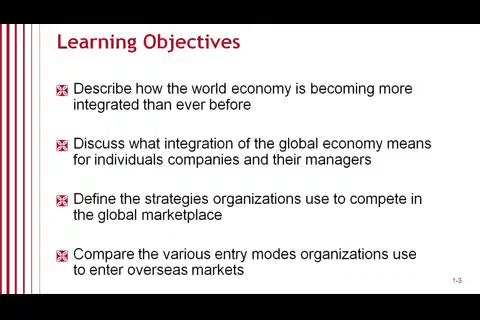 Learning Objectives
Describe how the world economy is becoming more
integrated than ever before
Discuss what integration of the global economy means
for individuals companies and their managers
Define the strategies organizations use to compete in
the global marketplace
Compare the various entry modes organizations use
to enter overseas markets
1-3